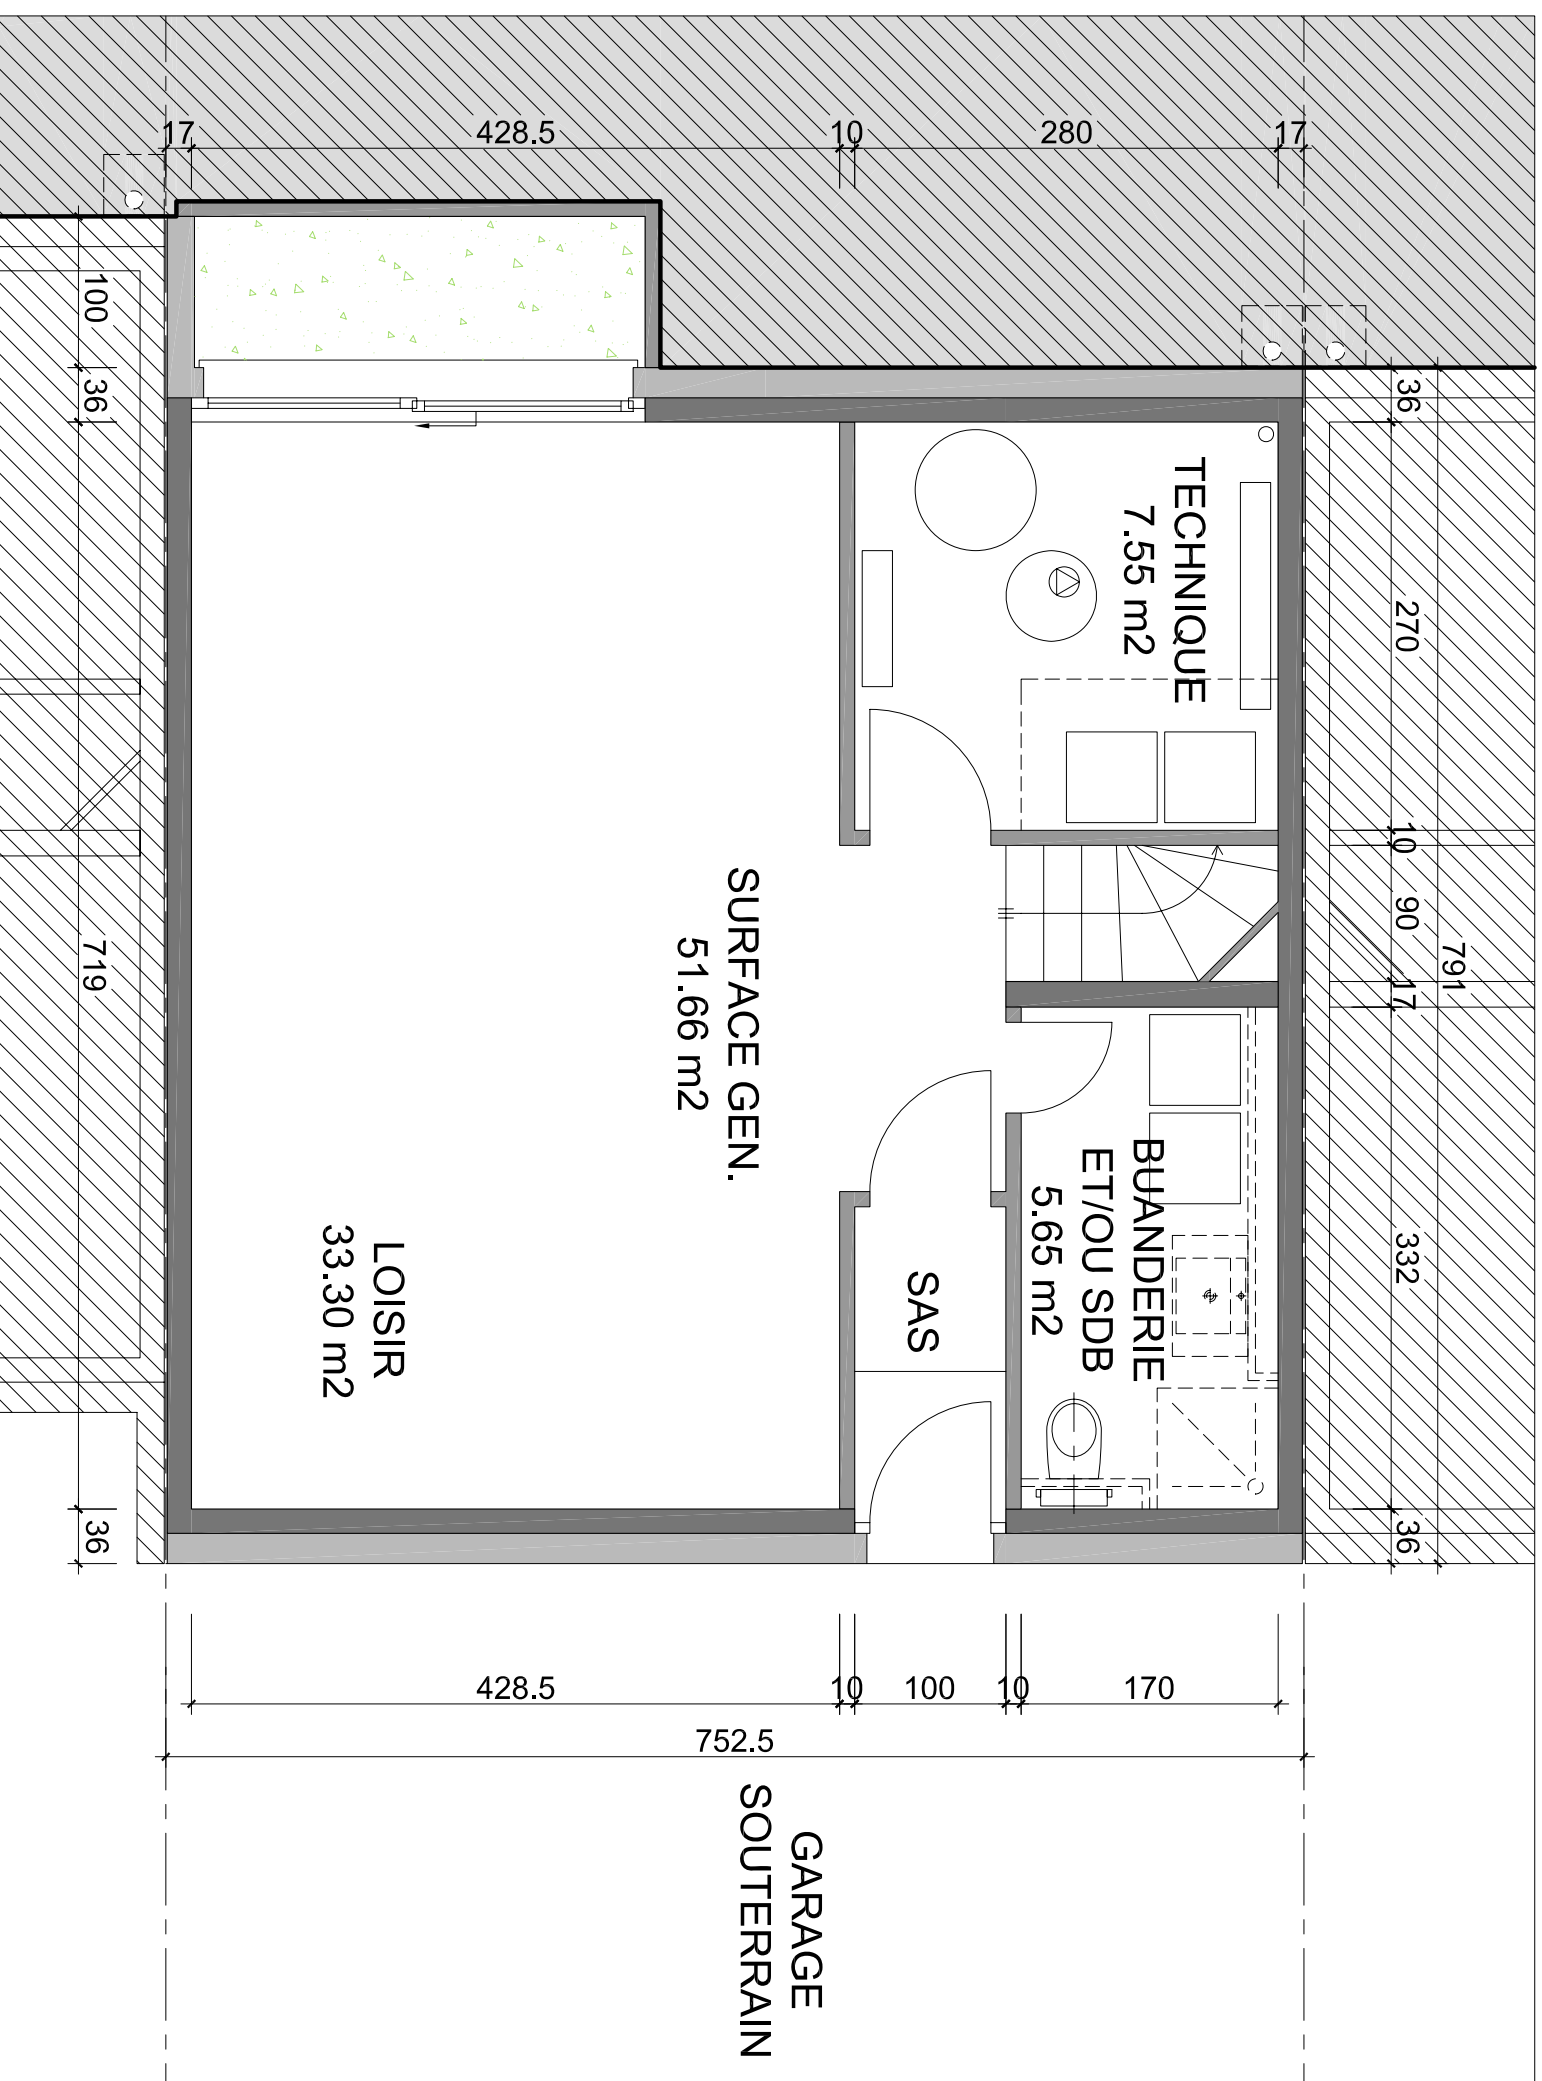 17
428.5
10
280
17
100
36
719
36
36
270
10
90
17
332
36
791
TECHNIQUE
7.55 m2
SURFACE GEN.
51.66 m2
BUANDERIE
ET/OU SDB
5.65 m2
SAS
LOISIR
33.30 m2
428.5
10
100
10
170
752.5
GARAGE
SOUTERRAIN